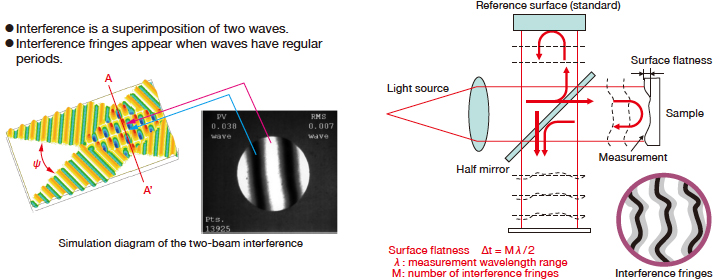 ● Interference is a superimposition of two waves.
● Interference fringes appear when waves have regular
periods.
A
ψ
A'
PV
0.038
wave
RMS
0.007
wave
Pts.
13925
Simulation diagram of the two-beam interference
Reference surface (standard)
Surface flatness
Light source
Sample
Measurement
Half mirror
Surface flatness Δt = Mλ/2
λ : measurement wavelength range
M: number of interference fringes
Interference fringes